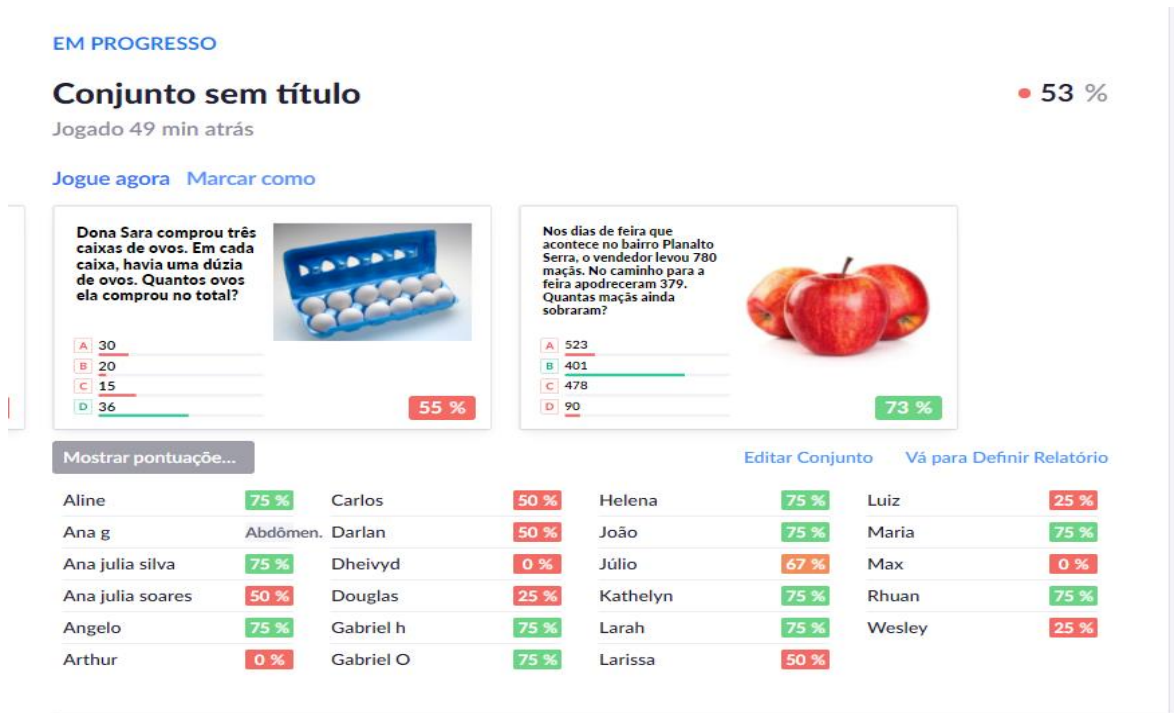 EM PROGRESSO
Conjunto sem título
53 %
Jogado 49 min atrás
Jogue agora Marcar como
Dona Sara comprou três
caixas de ovos. Em cada
caixa, havia uma dúzia
de ovos. Quantos ovos
ela comprou no total?
A 30
B 20
C 15
D 36
55 %
Nos dias de feira que
acontece no bairro Planalto
Serra, o vendedor levou 780
maçãs. No caminho para a
feira apodreceram 379.
Quantas maçãs ainda
sobraram?
A 523
B 401
C 478
D 90
73 %
Mostrar pontuaçõe...
Editar Conjunto Vá para Definir Relatório
Aline 75 % Carlos 50 % Helena 75 % Luiz 25 %
Ana g Abdômen. Darlan 50 % João 75 % Maria 75 %
Ana julia silva 75 % Dheivyd 0 % Júlio 67 % Max 0 %
Ana julia soares 50 % Douglas 25 % Kathelyn 75 % Rhuan 75 %
Angelo 75 % Gabriel h 75 % Larah 75 % Wesley 25 %
Arthur 0 % Gabriel O 75 % Larissa 50 %